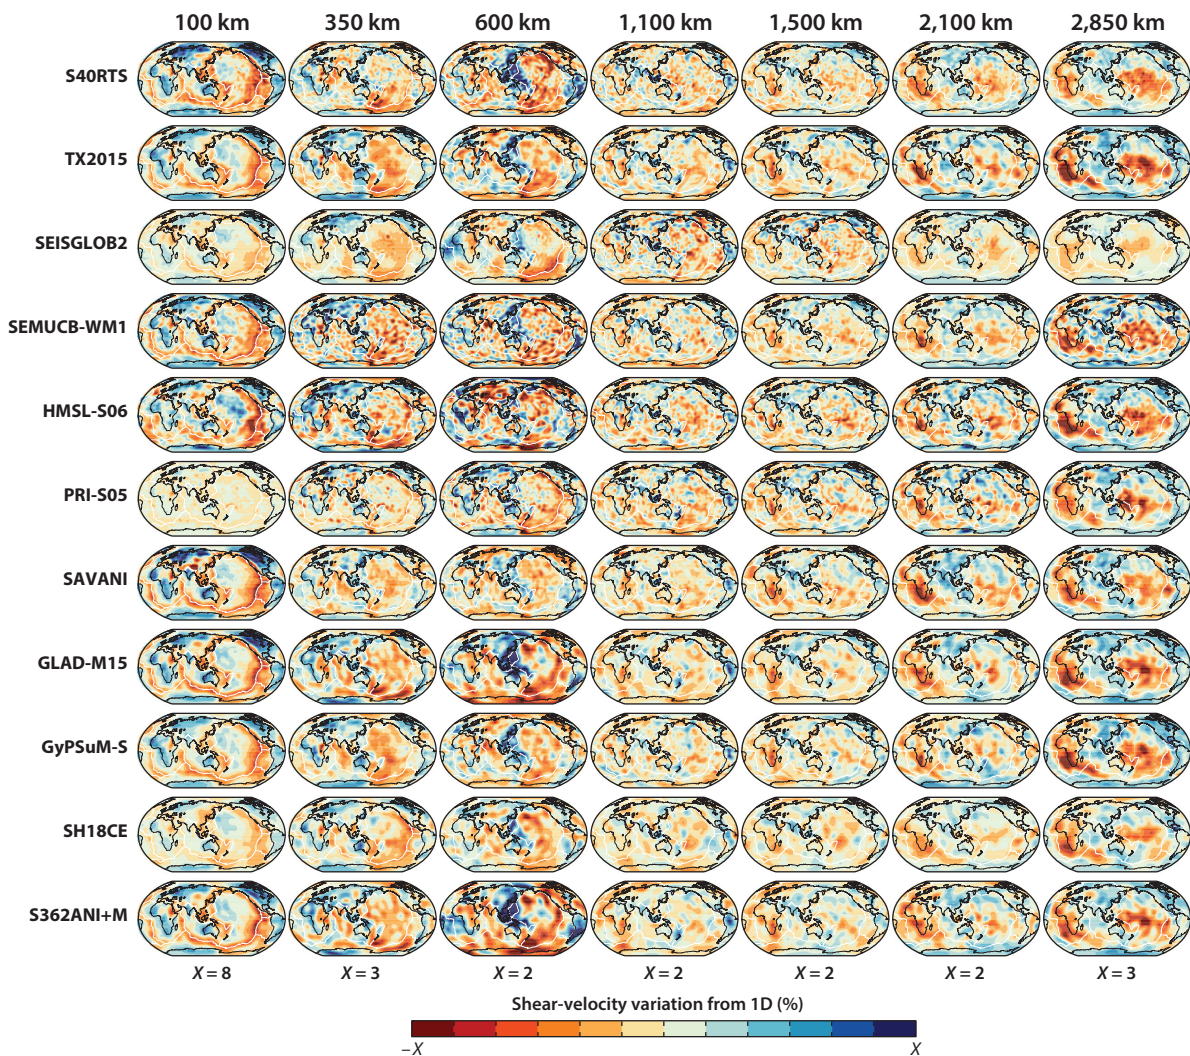 100 km 350 km 600 km 1,100 km 1,500 km 2,100 km 2,850 km
S40RTS
TX2015
SEISGLOB2
SEMUCB-WM1
HMSL-S06
PRI-S05
SAVANI
GLAD-M15
GyPSuM-S
SH18CE
S362ANI+M
X = 8 X = 3 X = 2 X = 2 X = 2 X = 2 X = 3
Shear-velocity variation from 1D (%)
–X X